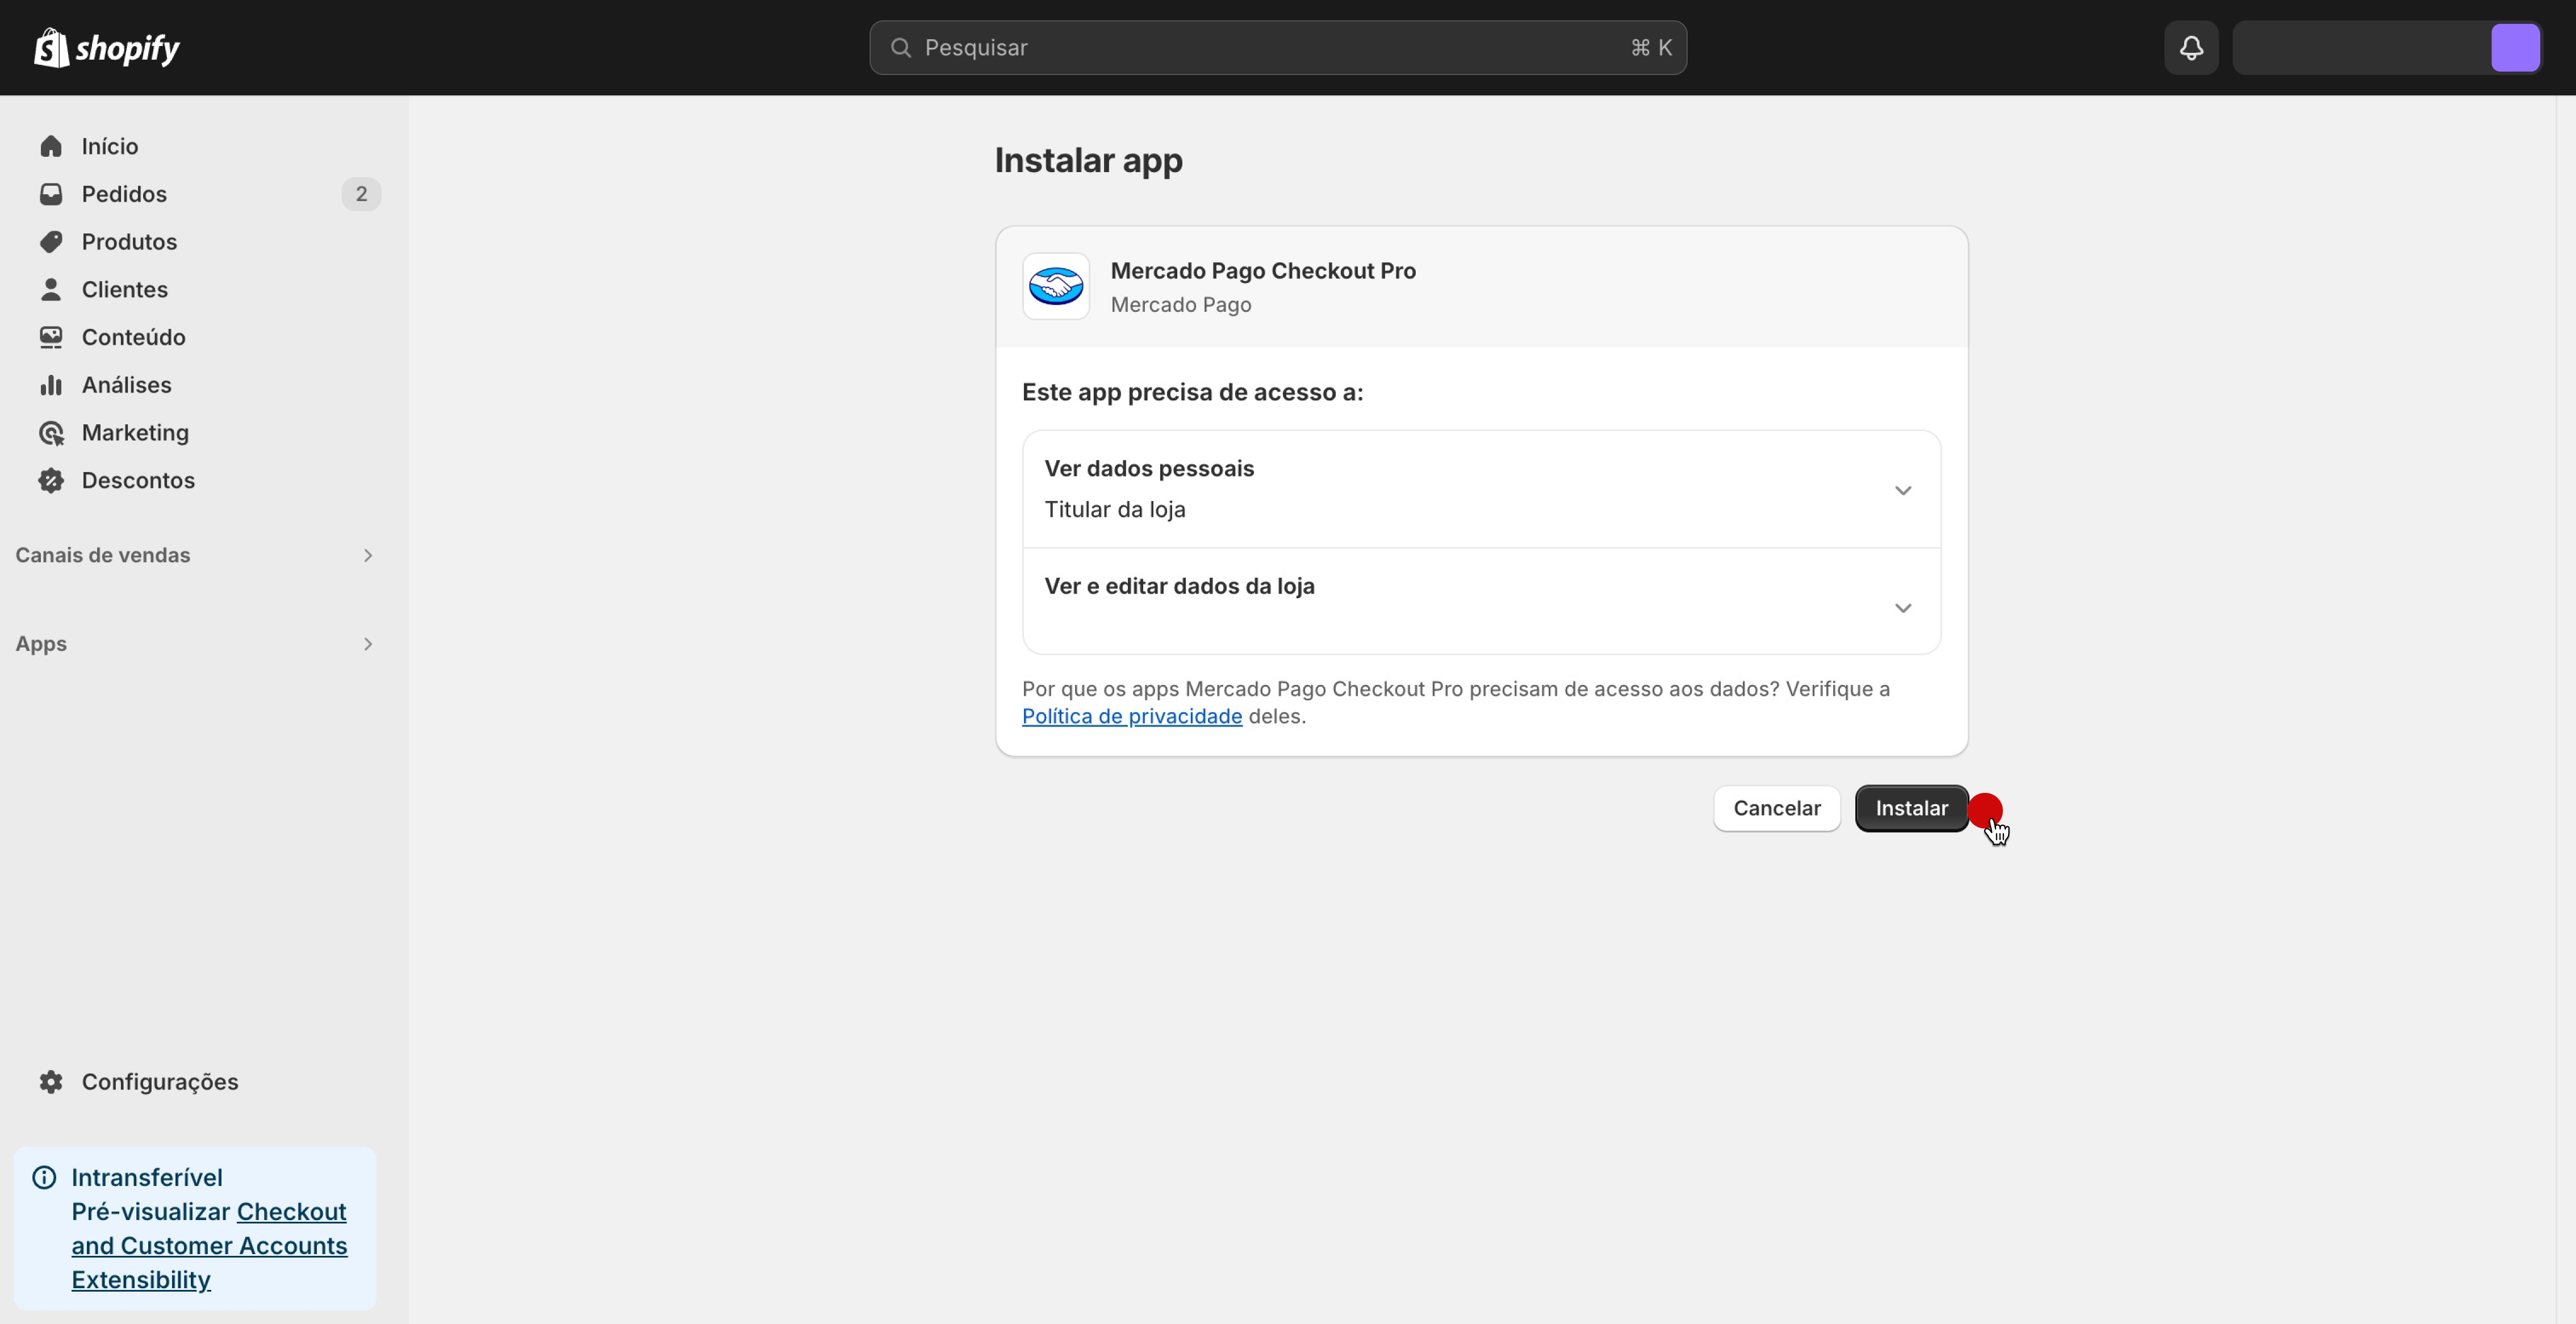 shopify
Pesquisar
⌘ K
Início
Pedidos
2
Produtos
Clientes
Conteúdo
Análises
Marketing
Descontos
Canais de vendas
Apps
Configurações
Intransferível
Pré-visualizar Checkout
and Customer Accounts
Extensibility
Instalar app
Mercado Pago Checkout Pro
Mercado Pago
Este app precisa de acesso a:
Ver dados pessoais
Titular da loja
Ver e editar dados da loja
Por que os apps Mercado Pago Checkout Pro precisam de acesso aos dados? Verifique a
Política de privacidade deles.
Cancelar
Instalar